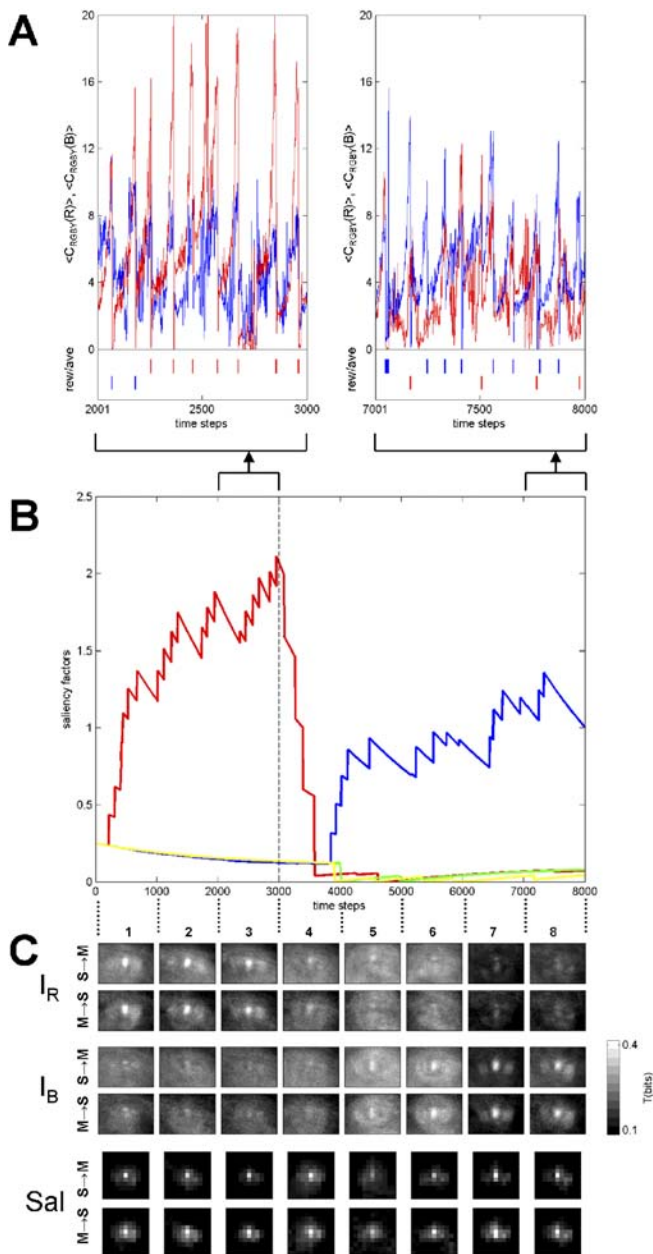 A
<C_RGBY(R)>, <C_RGBY(B)>
20
16
12
8
4
0
rew/ave
2001 2500 3000
time steps
<C_RGBY(R)>, <C_RGBY(B)>
20
16
12
8
4
0
rew/ave
7001 7500 8000
time steps
B
saliency factors
2.5
2
1.5
1
0.5
0
0 1000 2000 3000 4000 5000 6000 7000 8000
time steps
1 2 3 4 5 6 7 8
C
I_R
S→M
M→S
I_B
S→M
M→S
0.4
T(bits)
0.1
Sal
S→M
M→S